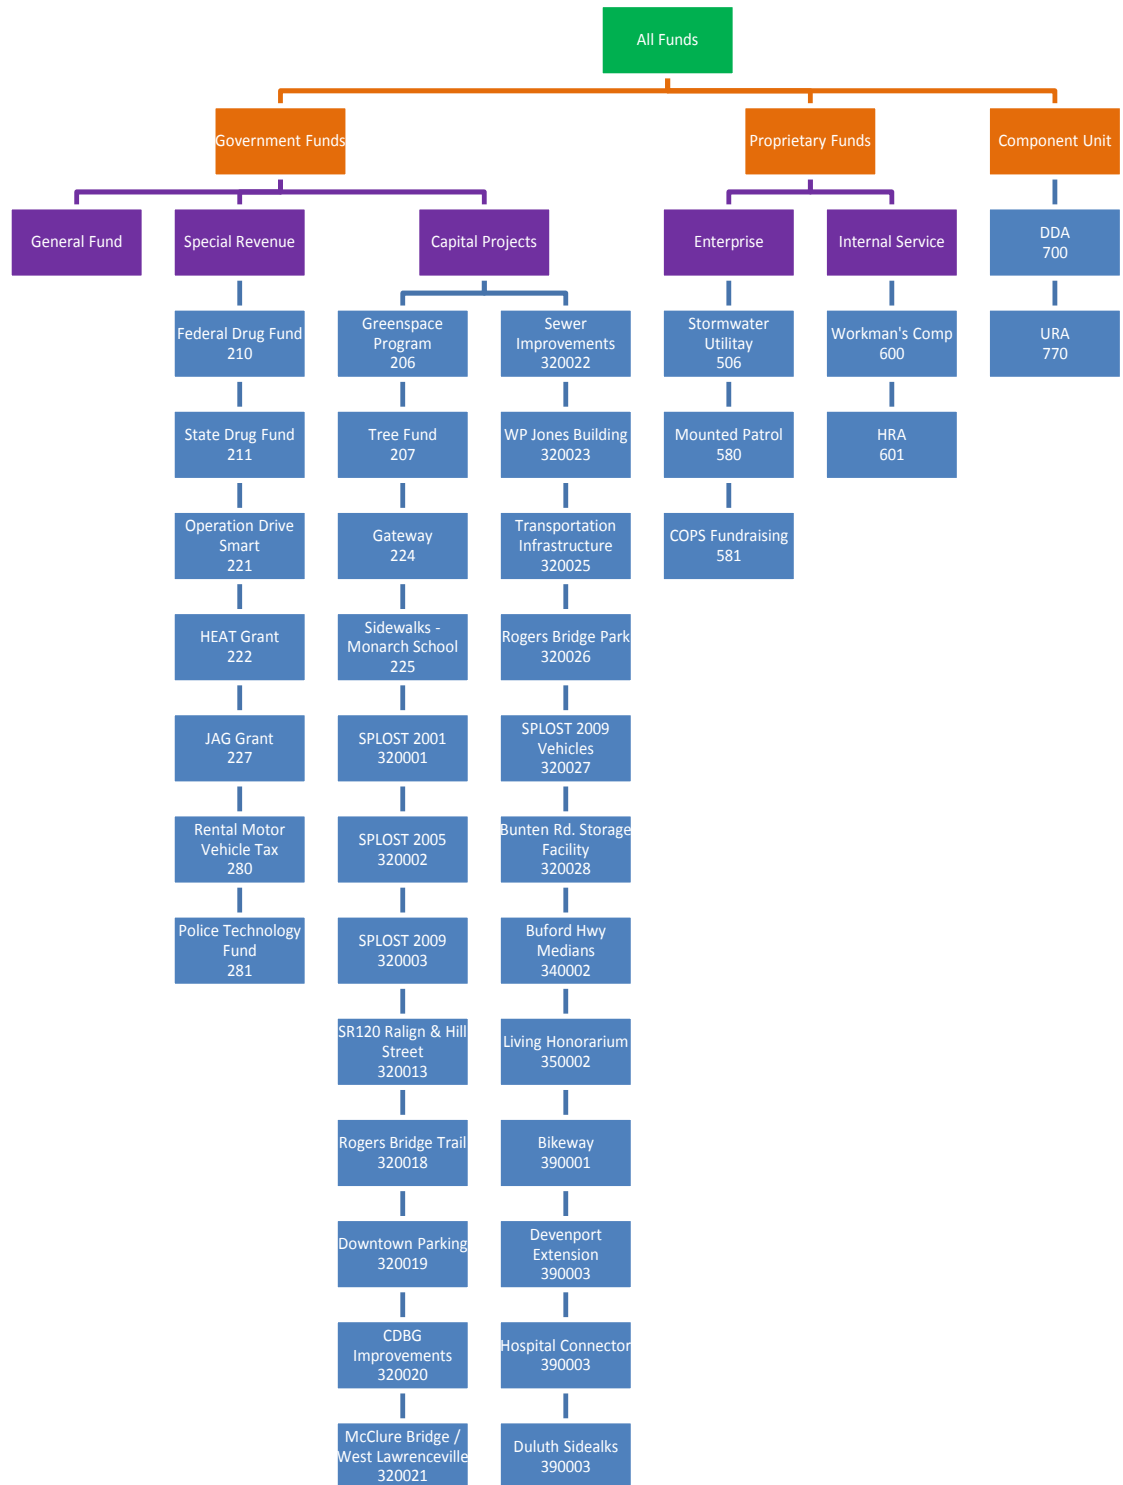 All Funds
Government Funds
Proprietary Funds
Component Unit
General Fund
Special Revenue
Capital Projects
Enterprise
Internal Service
DDA
700
Federal Drug Fund
210
Greenspace
Program
206
Sewer
Improvements
320022
Stormwater
Utilitay
506
Workman's Comp
600
URA
770
State Drug Fund
211
Tree Fund
207
WP Jones Building
320023
Mounted Patrol
580
HRA
601
Operation Drive
Smart
221
Gateway
224
Transportation
Infrastructure
320025
COPS Fundraising
581
HEAT Grant
222
Sidewalks -
Monarch School
225
Rogers Bridge Park
320026
JAG Grant
227
SPLOST 2001
320001
SPLOST 2009
Vehicles
320027
Rental Motor
Vehicle Tax
280
SPLOST 2005
320002
Bunten Rd. Storage
Facility
320028
Police Technology
Fund
281
SPLOST 2009
320003
Buford Hwy
Medians
340002
SR120 Ralign & Hill
Street
320013
Living Honorarium
350002
Rogers Bridge Trail
320018
Bikeway
390001
Downtown Parking
320019
Devenport
Extension
390003
CDBG
Improvements
320020
Hospital Connector
390003
McClure Bridge /
West Lawrenceville
320021
Duluth Sidealks
390003